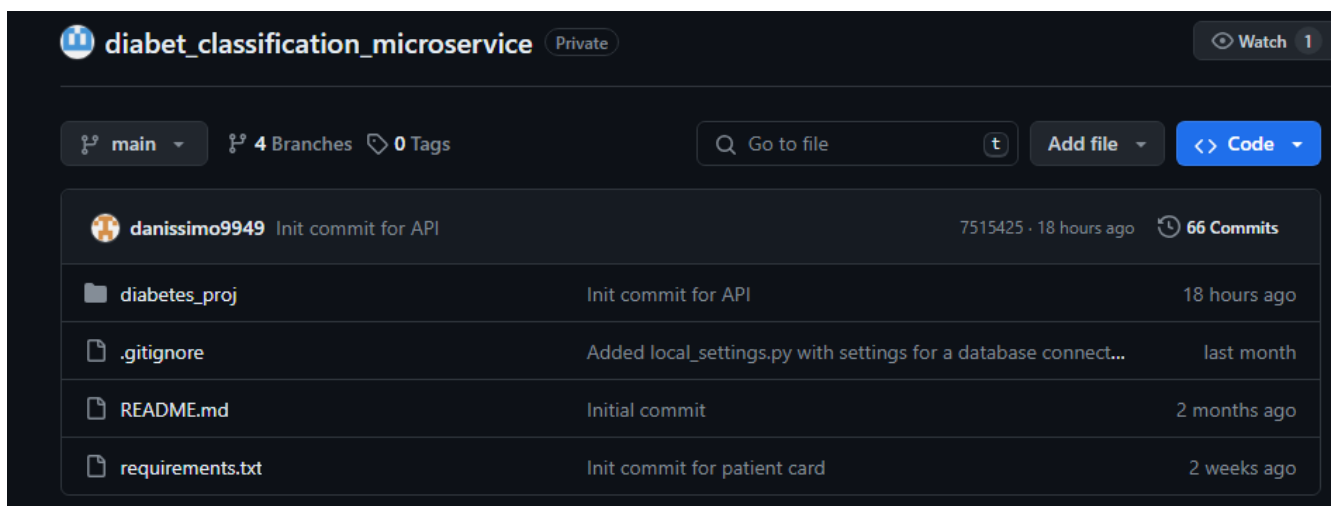 diabet_classification_microservice Private Watch 1
main 4 Branches 0 Tags Go to file t Add file Code
danissimo9949 Init commit for API 7515425 · 18 hours ago 66 Commits
diabetes_proj Init commit for API 18 hours ago
.gitignore Added local_settings.py with settings for a database connect... last month
README.md Initial commit 2 months ago
requirements.txt Init commit for patient card 2 weeks ago